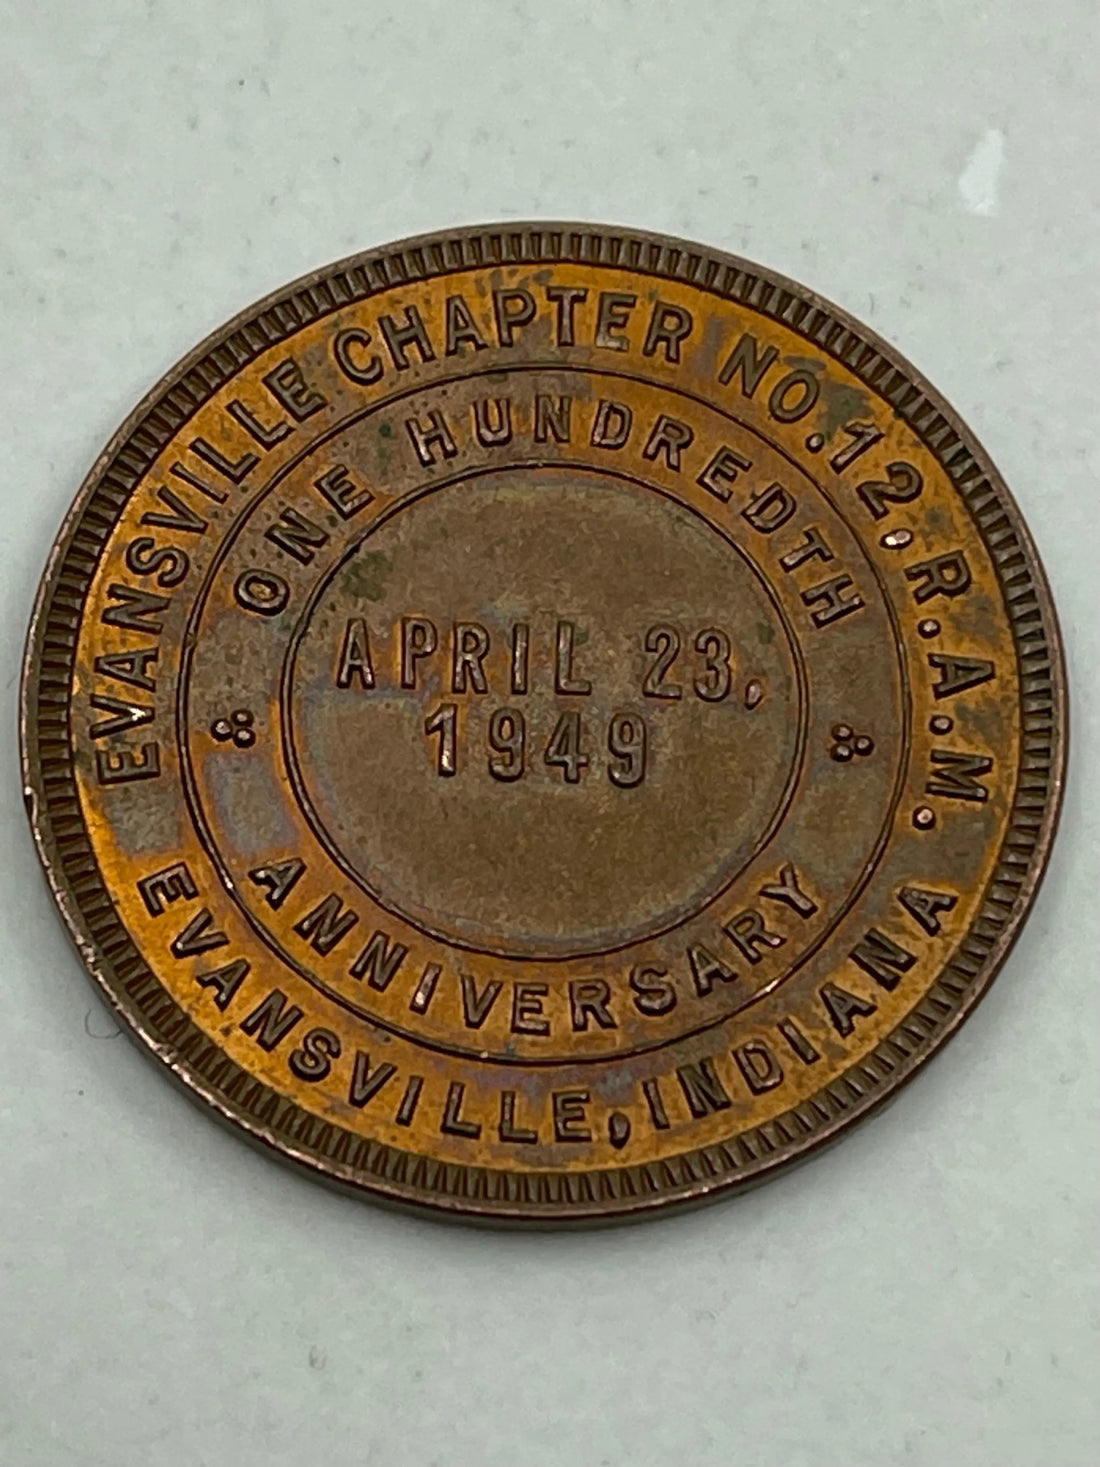 EVANSVILLE CHAPTER NO. 12, R.A.M.
ONE HUNDREDTH
APRIL 23,
1949
ANNIVERSARY
EVANSVILLE, INDIANA